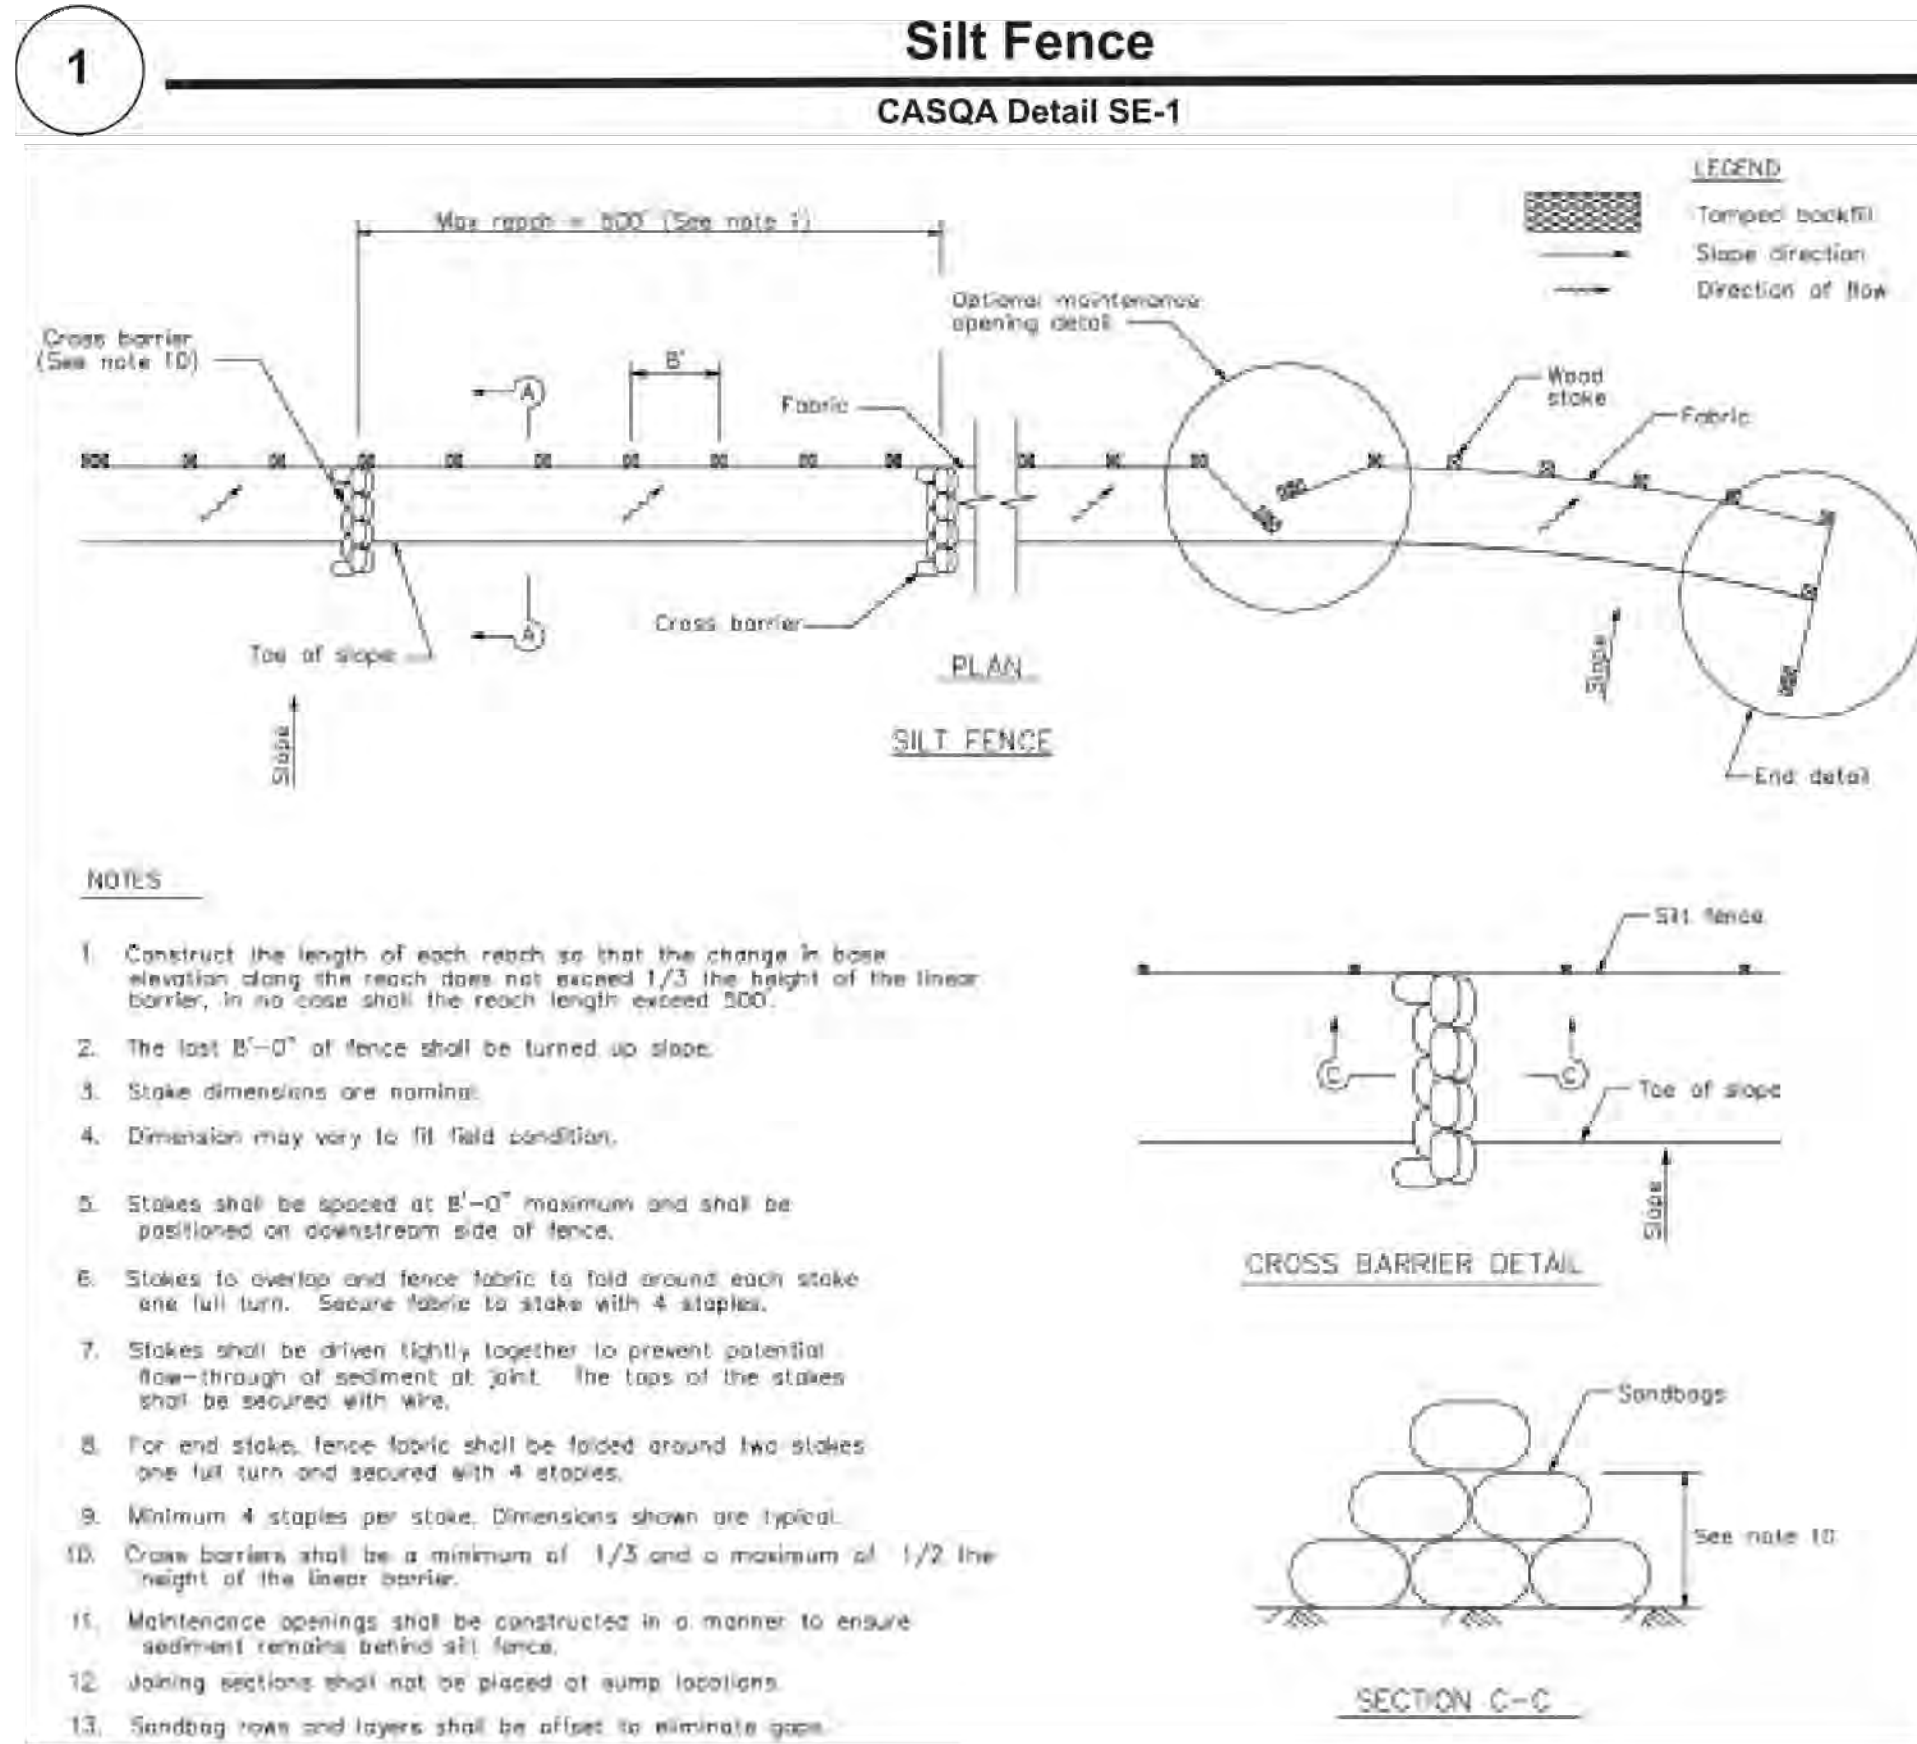 1
Silt Fence
CASQA Detail SE-1
LEGEND
Tamped backfill
Slope direction
Direction of flow
Max reach = 500' (See note 1)
Optional maintenance
opening detail
Cross barrier
(See note 10)
8'
A
Fabric
Wood
stake
Fabric
Cross barrier
A
Toe of slope
PLAN
Slope
Slope
SILT FENCE
End detail
NOTES
1. Construct the length of each reach so that the change in base
elevation along the reach does not exceed 1/3 the height of the linear
barrier, in no case shall the reach length exceed 500'.
2. The last 8'-0" of fence shall be turned up slope.
3. Stake dimensions are nominal.
4. Dimension may vary to fit field condition.
5. Stakes shall be spaced at 8'-0" maximum and shall be
positioned on downstream side of fence.
6. Stakes to overlap and fence fabric to fold around each stake
one full turn. Secure fabric to stake with 4 staples.
7. Stakes shall be driven tightly together to prevent potential
flow-through of sediment at joint. The tops of the stakes
shall be secured with wire.
8. For end stake, fence fabric shall be folded around two stakes
one full turn and secured with 4 staples.
9. Minimum 4 staples per stake. Dimensions shown are typical.
10. Cross barriers shall be a minimum of 1/3 and a maximum of 1/2 the
height of the linear barrier.
11. Maintenance openings shall be constructed in a manner to ensure
sediment remains behind silt fence.
12. Joining sections shall not be placed at sump locations.
13. Sandbag rows and layers shall be offset to eliminate gaps.
Silt fence
C
C
Toe of slope
Slope
CROSS BARRIER DETAIL
Sandbags
See note 10
SECTION C-C